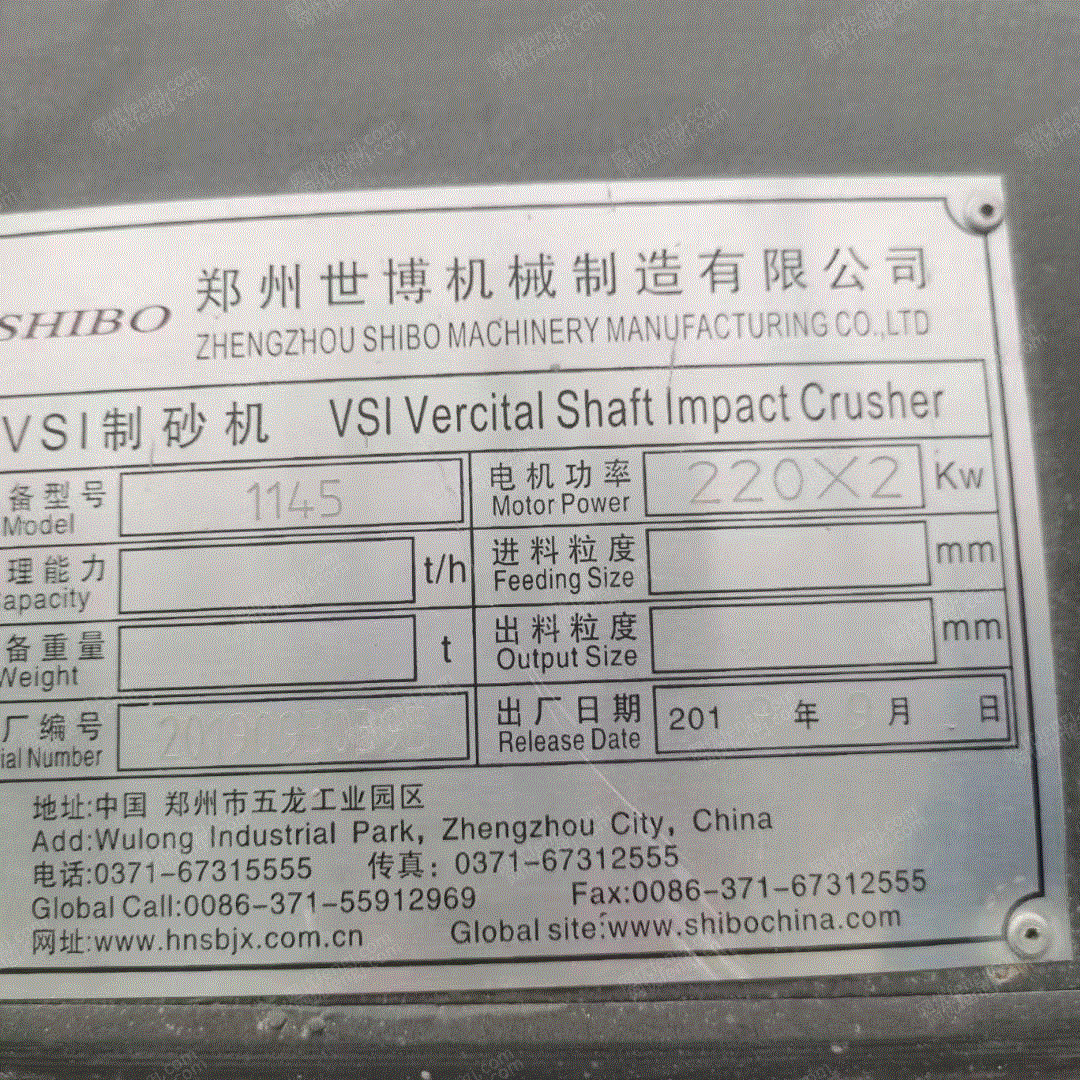 SHIBO 郑州世博机械制造有限公司
ZHENGZHOU SHIBO MACHINERY MANUFACTURING CO.,LTD
VSI制砂机 VSI Vercital Shaft Impact Crusher
备型号 1145 电机功率 220X2 Kw
Model Motor Power
理能力 t/h 进料粒度 mm
apacity Feeding Size
备重量 t 出料粒度 mm
Weight Output Size
厂编号 出厂日期 201 年 9 月 日
ial Number Release Date
地址:中国 郑州市五龙工业园区
Add:Wulong Industrial Park, Zhengzhou City, China
电话:0371-67315555 传真: 0371-67312555
Global Call:0086-371-55912969 Fax:0086-371-67312555
网址:www.hnsbjx.com.cn Global site:www.shibochina.com